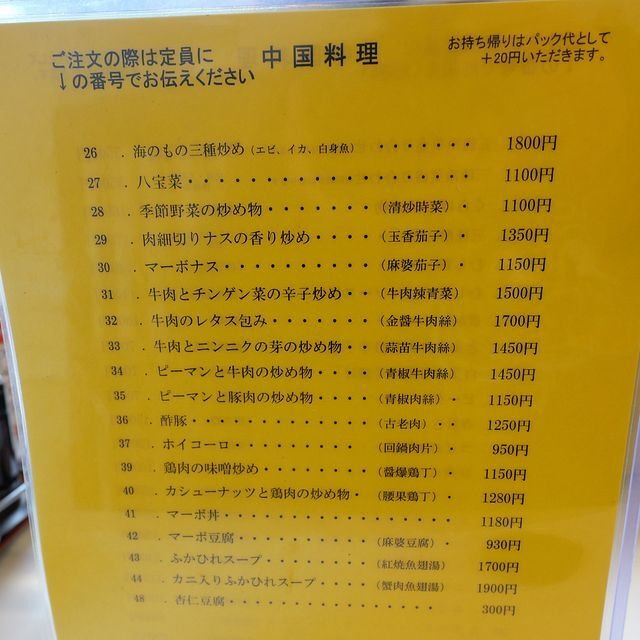 ご注文の際は定員に
↓の番号でお伝えください
中国料理
お持ち帰りはパック代として
+20円いただきます。
26 . 海のもの三種炒め (エビ、イカ、白身魚) ・・・・・・・ 1800円
27 . 八宝菜・・・・・・・・・・・・・・・・・・ 1100円
28 . 季節野菜の炒め物・・・・・・・ (清炒時菜)・ 1100円
29 . 肉細切りナスの香り炒め・・・・ (玉香茄子)・ 1350円
30 . マーボナス・・・・・・・・・・ (麻婆茄子)・ 1150円
31 . 牛肉とチンゲン菜の辛子炒め・・ (牛肉辣青菜) 1500円
32 . 牛肉のレタス包み・・・・・・・ (金醤牛肉絲) 1700円
33 . 牛肉とニンニクの芽の炒め物・・ (蒜苗牛肉絲) 1450円
34 . ピーマンと牛肉の炒め物・・・・ (青椒牛肉絲) 1450円
35 . ピーマンと豚肉の炒め物・・・・ (青椒肉絲)・ 1150円
36 . 酢豚・・・・・・・・・・・・・ (古老肉)・・ 1250円
37 . ホイコーロ・・・・・・・・・ (回鍋肉片)・ 950円
39 . 鶏肉の味噌炒め・・・・・・・・ (醬爆鶏丁)・ 1150円
40 . カシューナッツと鶏肉の炒め物・ (腰果鶏丁)・ 1280円
41 . マーボ丼・・・・・・・・・・・・・・・・・ 1180円
42 . マーボ豆腐・・・・・・・・・・ (麻婆豆腐)・ 930円
43 . ふかひれスープ・・・・・・・・ (紅焼魚翅湯) 1700円
44 . カニ入りふかひれスープ・・・・ (蟹肉魚翅湯) 1900円
48 . 杏仁豆腐・・・・・・・・・・・・・・・・ 300円